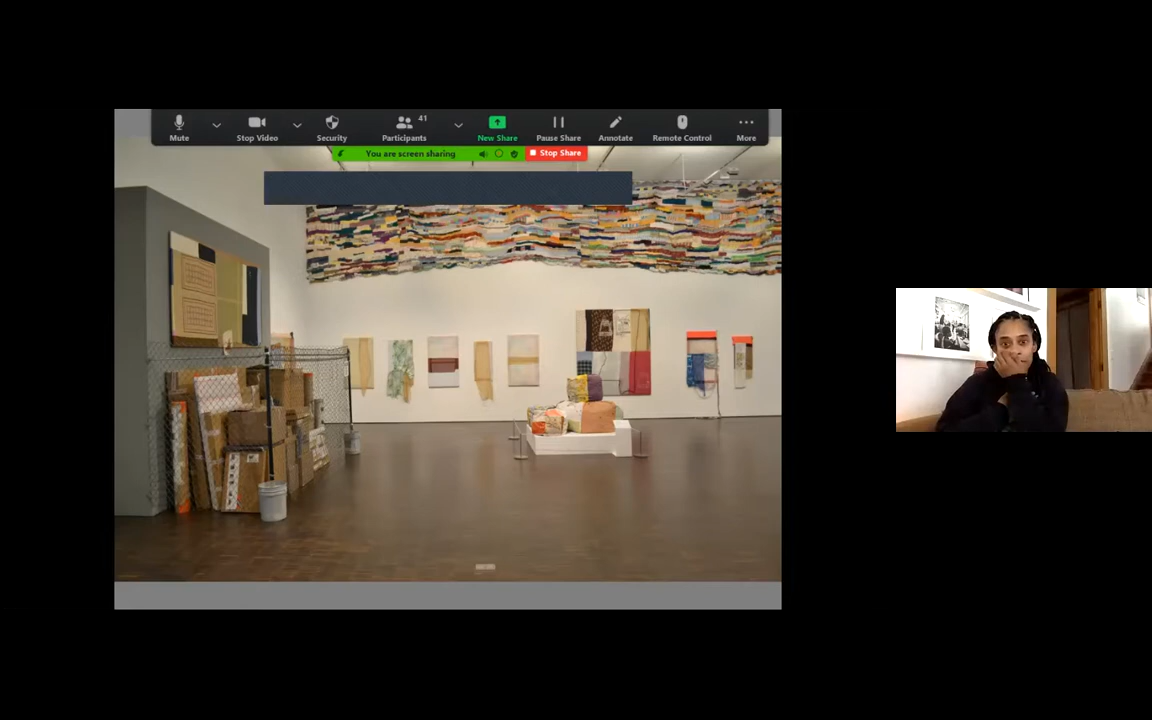 Mute
Stop Video
Security
Participants
41
New Share
Pause Share
Annotate
Remote Control
More
You are screen sharing
Stop Share